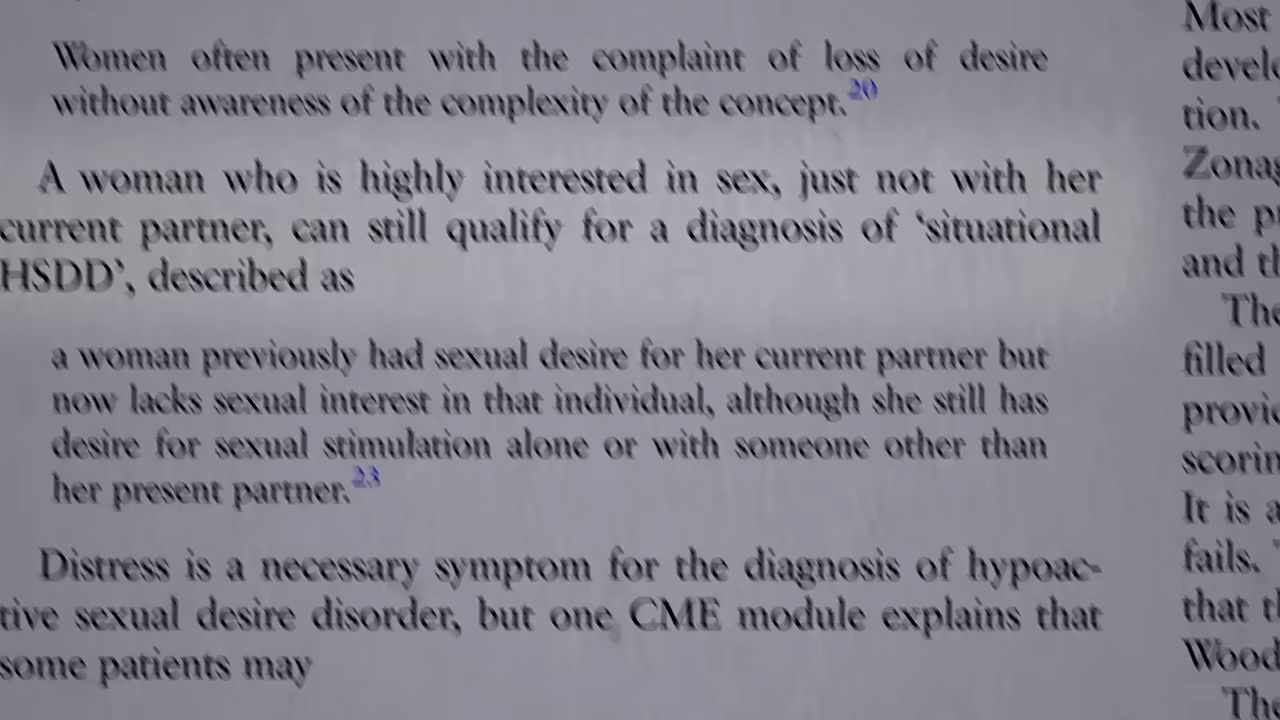 Women often present with the complaint of loss of desire
without awareness of the complexity of the concept.20
A woman who is highly interested in sex, just not with her
current partner, can still qualify for a diagnosis of ‘situational
HSDD’, described as
a woman previously had sexual desire for her current partner but
now lacks sexual interest in that individual, although she still has
desire for sexual stimulation alone or with someone other than
her present partner.23
Distress is a necessary symptom for the diagnosis of hypoac-
tive sexual desire disorder, but one CME module explains that
some patients may
Most
tion.
the
and
The
filled
It is
fails.
that
The